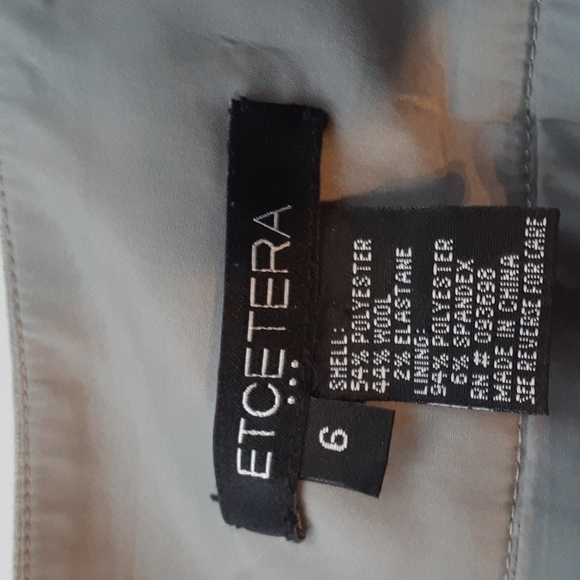 ETCETERA
...
6
SHELL:
54% POLYESTER
44% WOOL
2% ELASTANE
LINING:
94% POLYESTER
6% SPANDEX
RN # 093698
MADE IN CHINA
SEE REVERSE FOR CARE